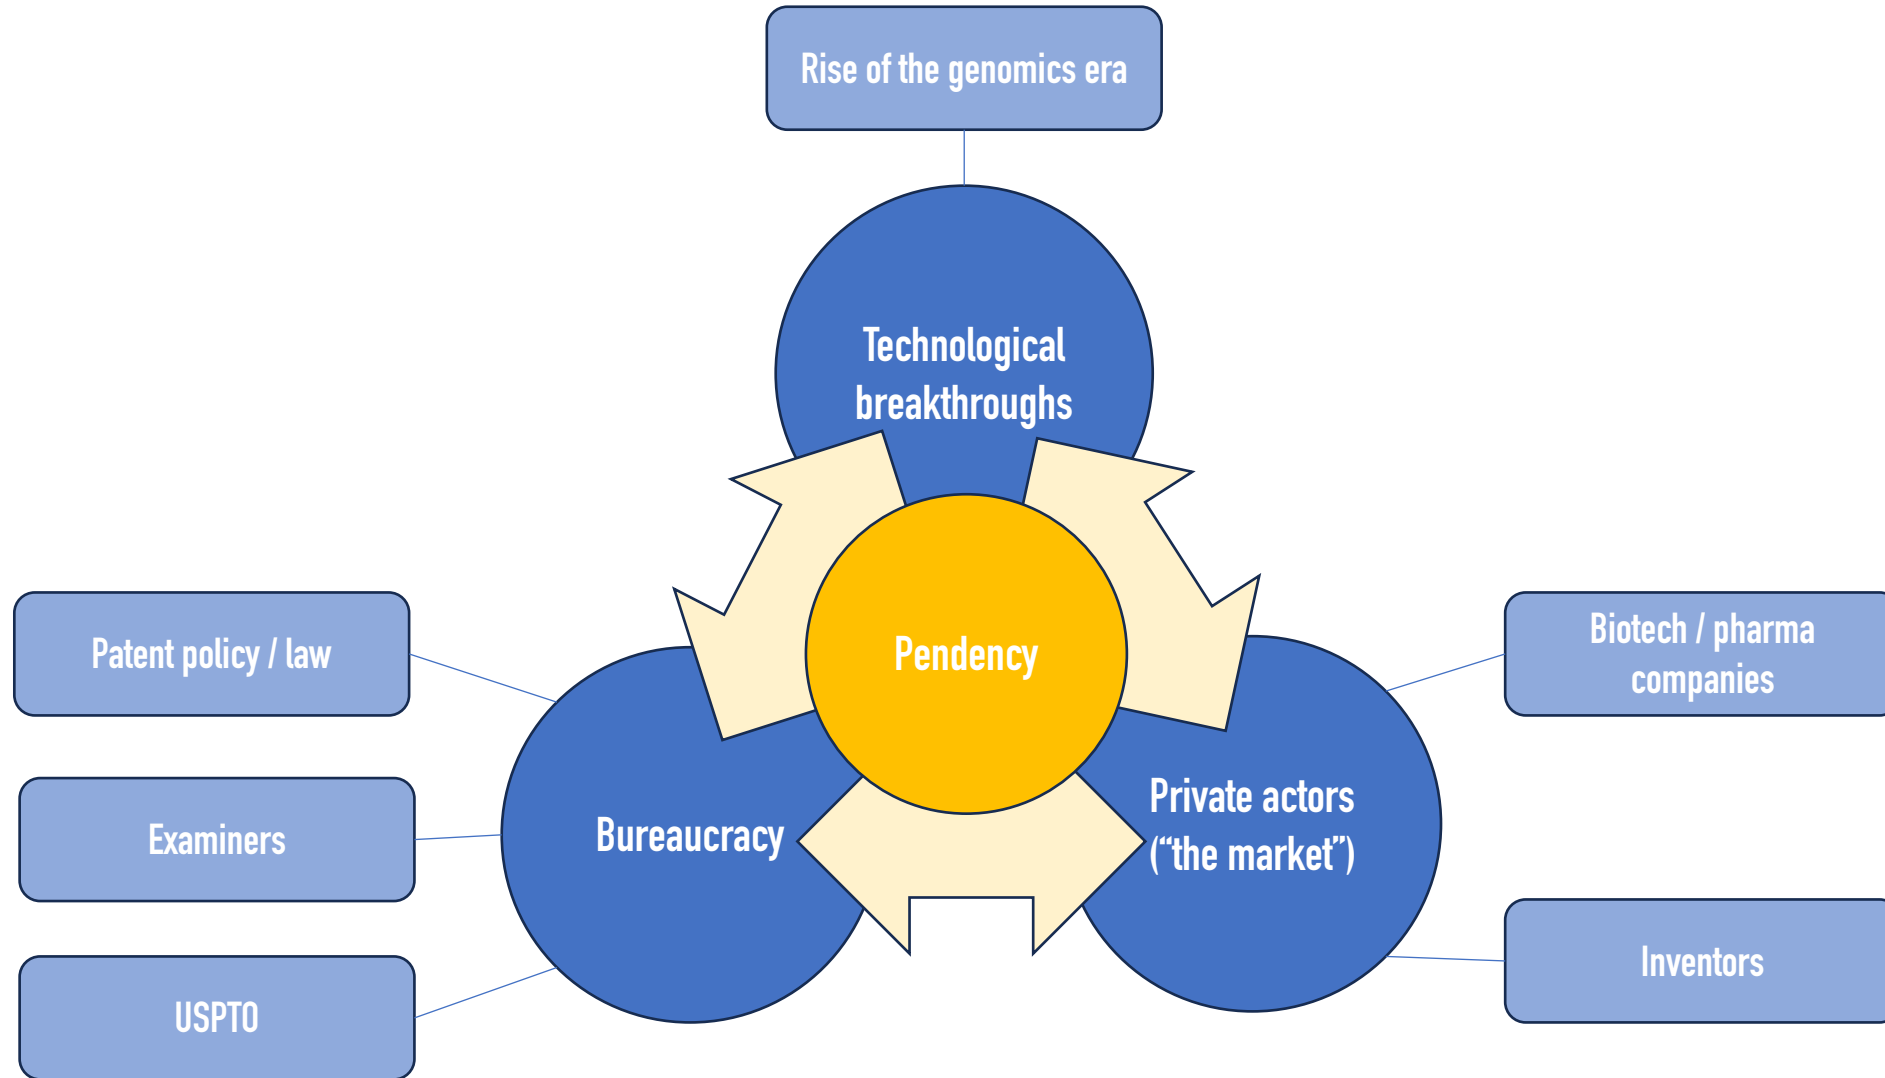 Rise of the genomics era
Technological
breakthroughs
Pendency
Patent policy / law
Examiners
USPTO
Bureaucracy
Private actors
(“the market”)
Biotech / pharma
companies
Inventors